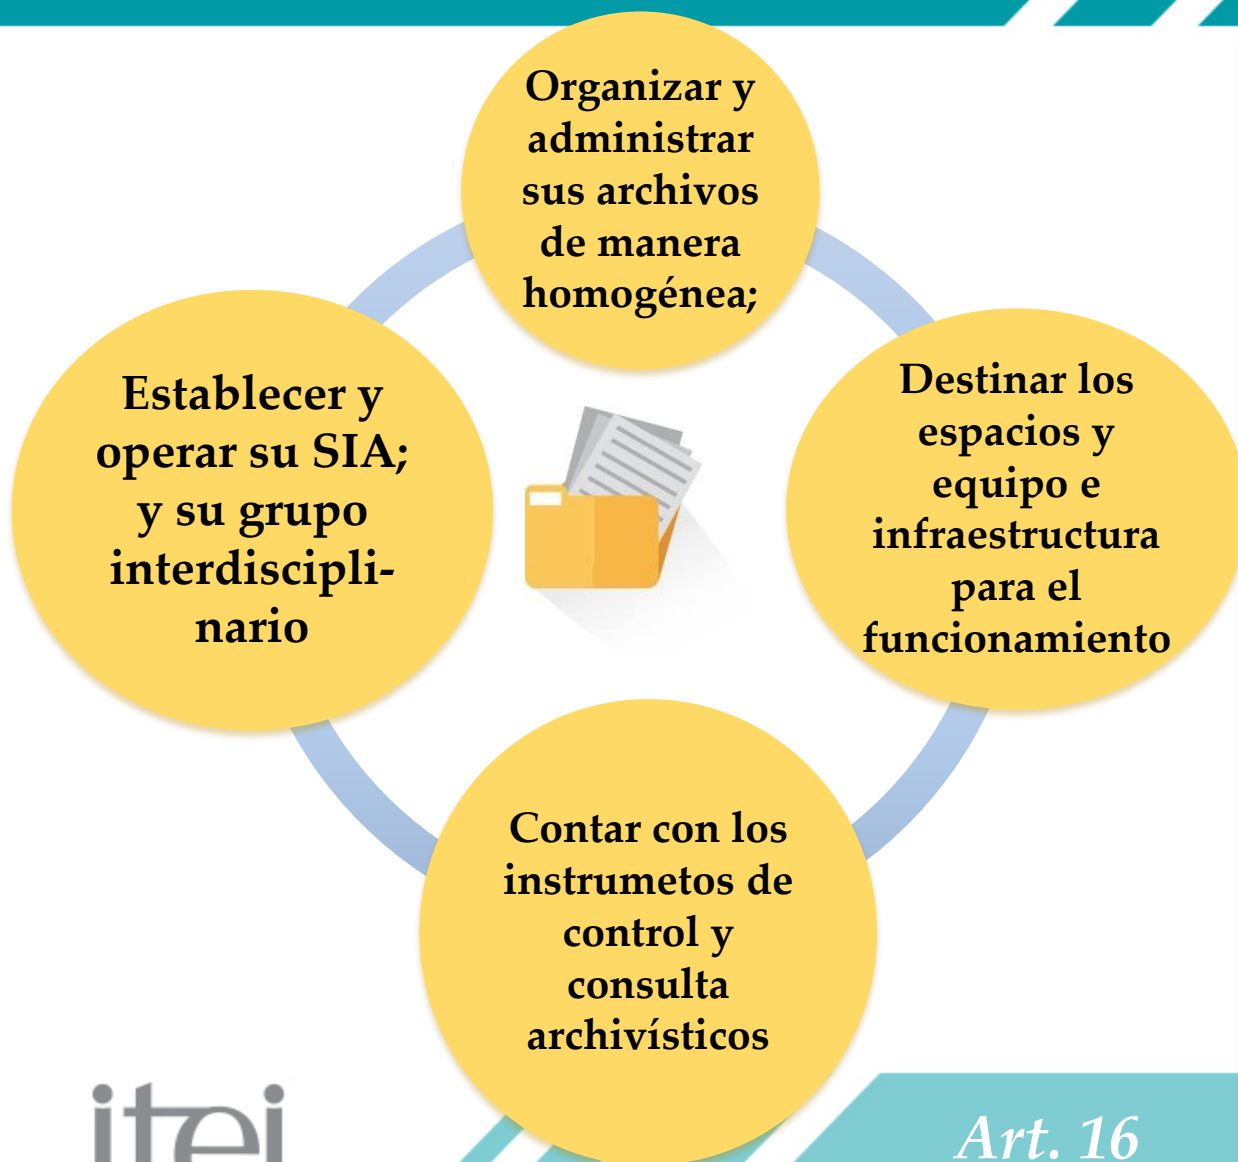 Organizar y
administrar
sus archivos
de manera
homogénea;
Destinar los
espacios y
equipo e
infraestructura
para el
funcionamiento
Contar con los
instrumetos de
control y
consulta
archivísticos
Establecer y
operar su SIA;
y su grupo
interdiscipli-
nario
itei
Art. 16